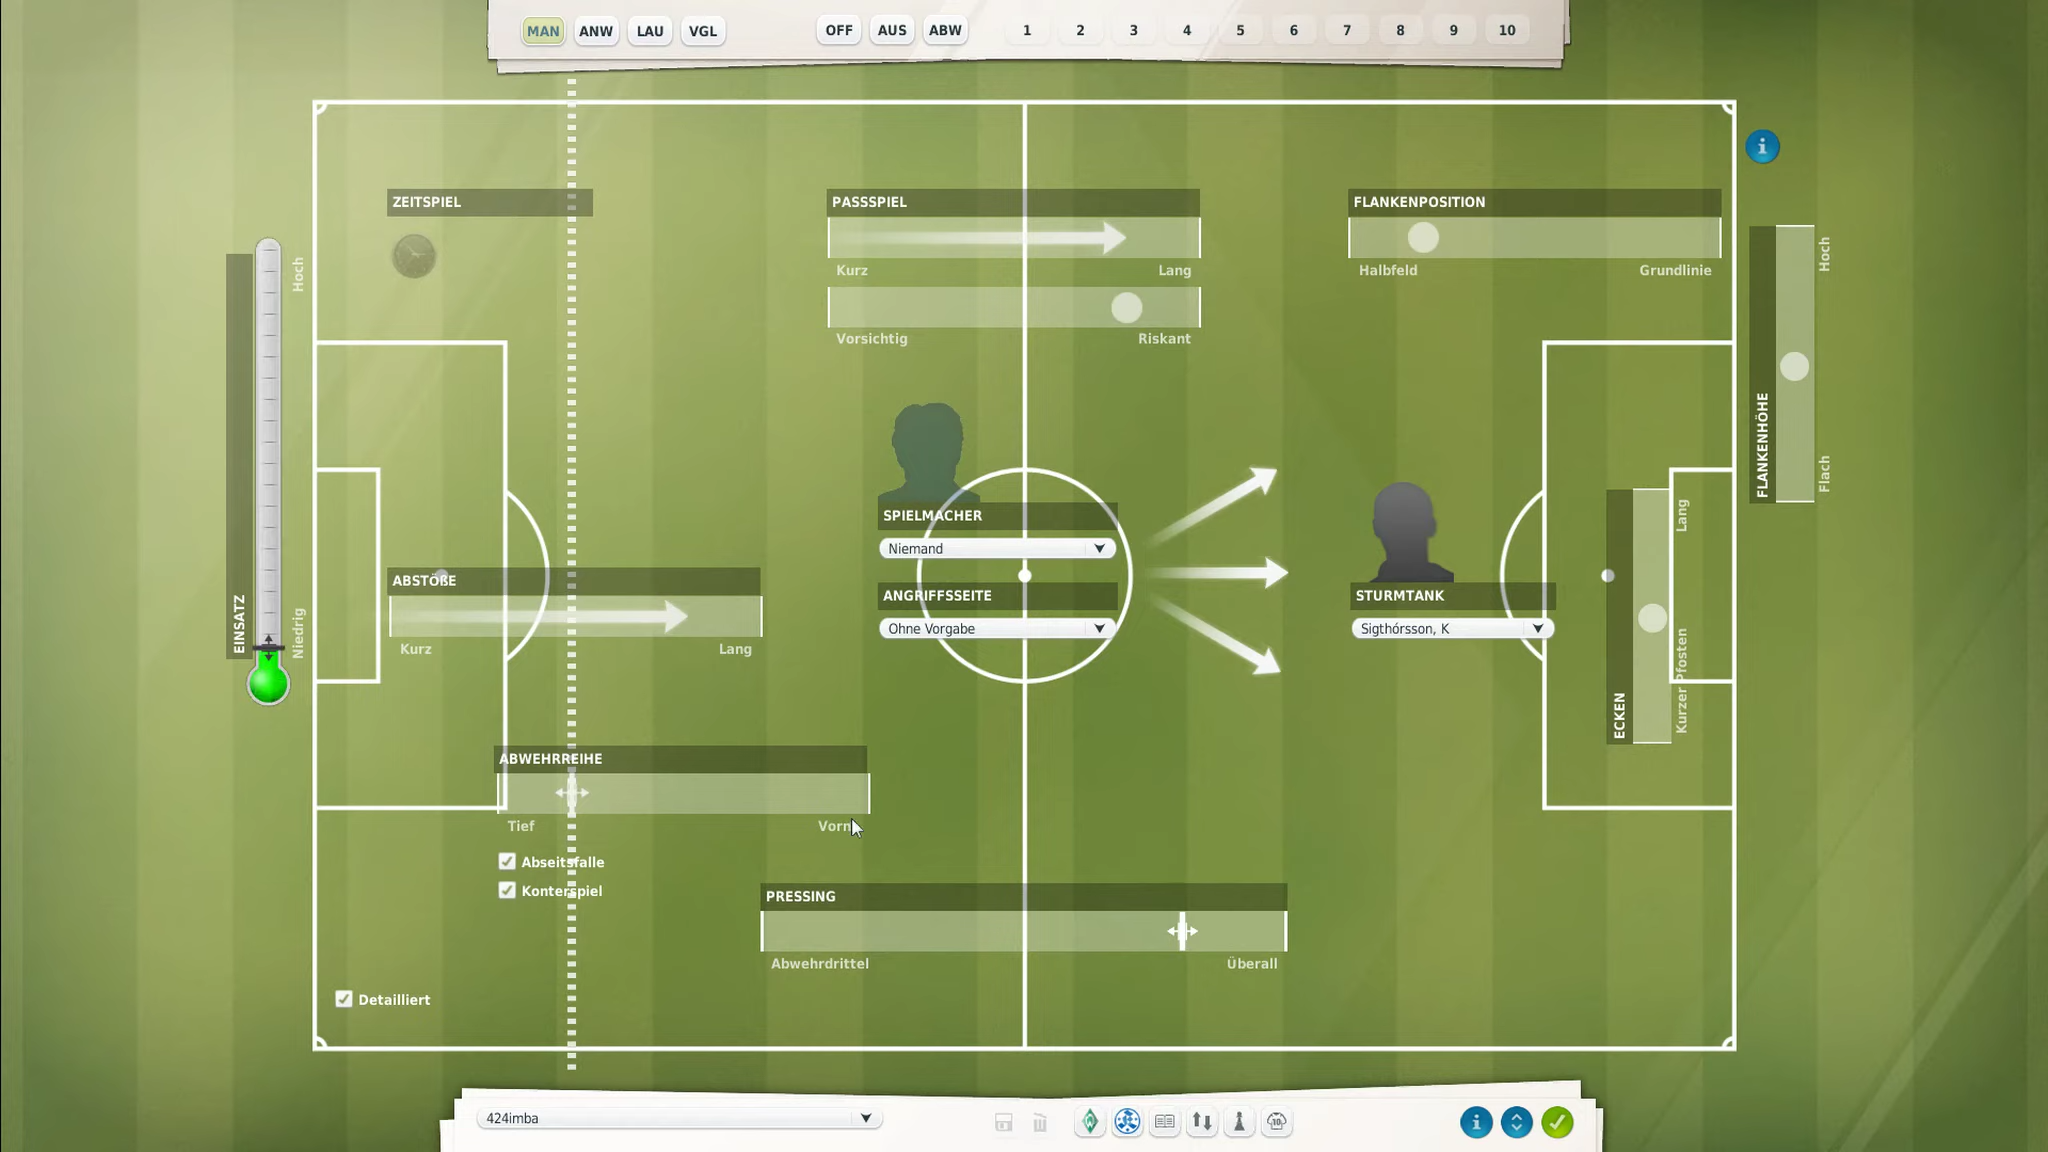 MAN ANW LAU VGL OFF AUS ABW 1 2 3 4 5 6 7 8 9 10
ZEITSPIEL
PASSSPIEL
Kurz Lang
Vorsichtig Riskant
FLANKENPOSITION
Halbfeld Grundlinie
FLANKENHÖHE
Hoch
Flach
EINSATZ
Hoch
Niedrig
SPIELMACHER
Niemand
ANGRIFFSSEITE
Ohne Vorgabe
STURMTANK
Sigthórsson, K
ECKEN
Lang
Kurzer Pfosten
ABSTÖßE
Kurz Lang
ABWEHRREIHE
Tief Vorn
Abseitsfalle
Konterspiel
PRESSING
Abwehrdrittel Überall
Detailliert
424imba